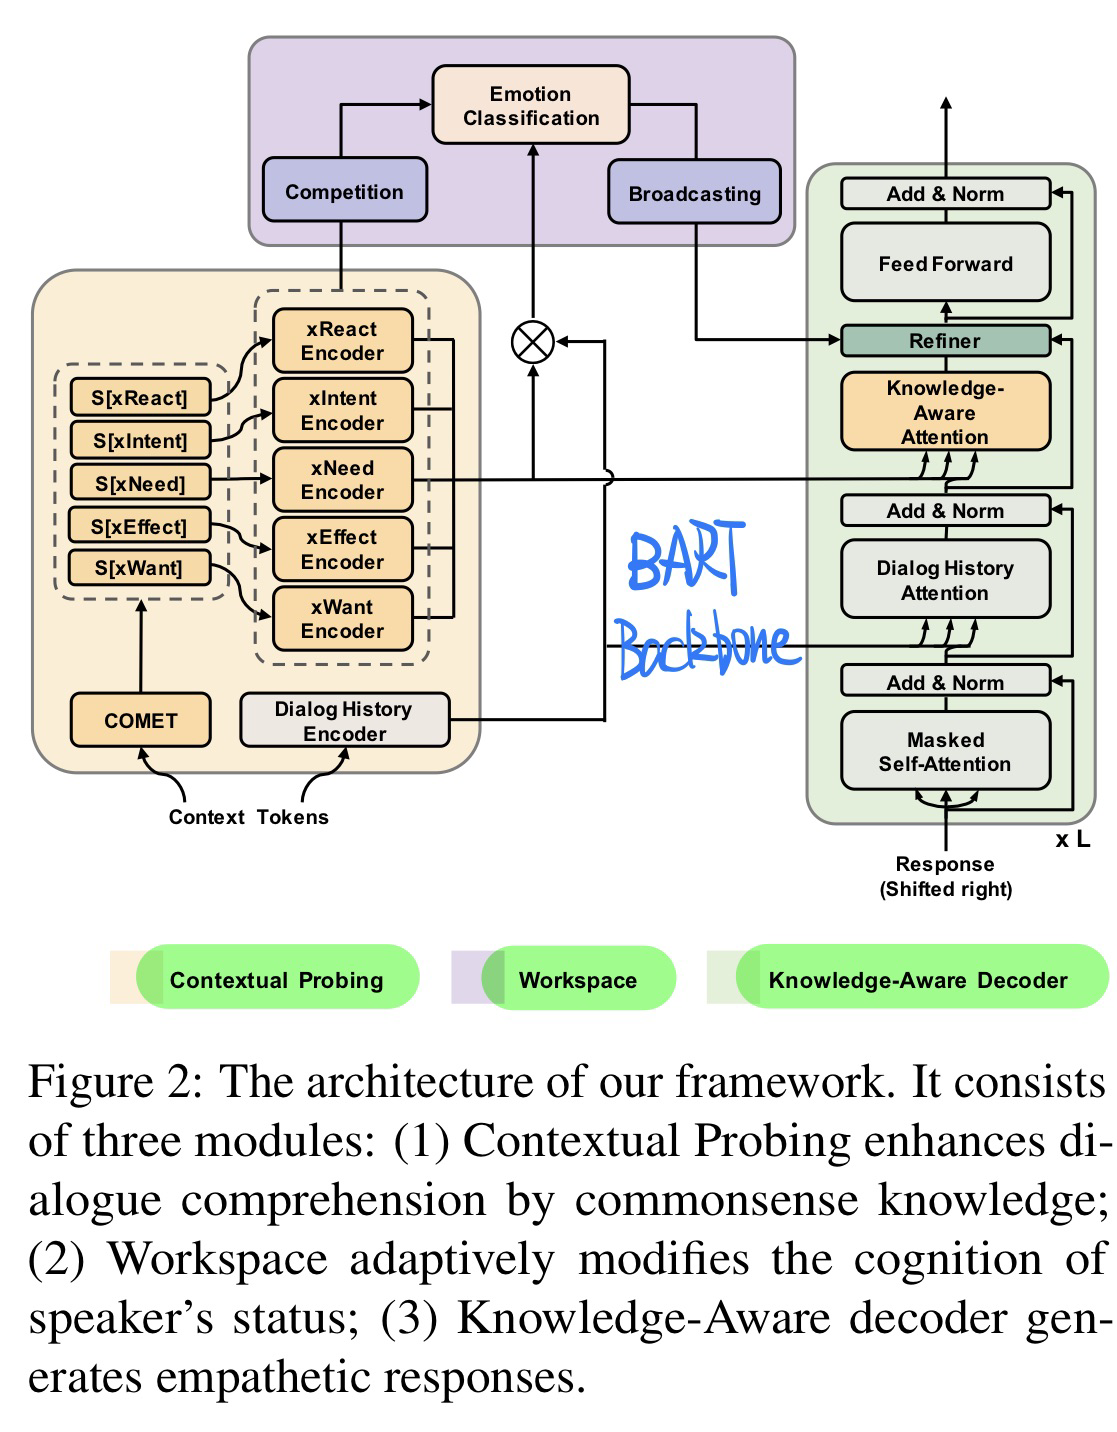 Emotion
Classification
Competition
Broadcasting
xReact
Encoder
xIntent
Encoder
xNeed
Encoder
xEffect
Encoder
xWant
Encoder
S[xReact]
S[xIntent]
S[xNeed]
S[xEffect]
S[xWant]
COMET
Dialog History
Encoder
Context Tokens
BART
Backbone
Add & Norm
Feed Forward
Refiner
Knowledge-
Aware
Attention
Add & Norm
Dialog History
Attention
Add & Norm
Masked
Self-Attention
x L
Response
(Shifted right)
Contextual Probing
Workspace
Knowledge-Aware Decoder
Figure 2: The architecture of our framework. It consists
of three modules: (1) Contextual Probing enhances di-
alogue comprehension by commonsense knowledge;
(2) Workspace adaptively modifies the cognition of
speaker's status; (3) Knowledge-Aware decoder gen-
erates empathetic responses.